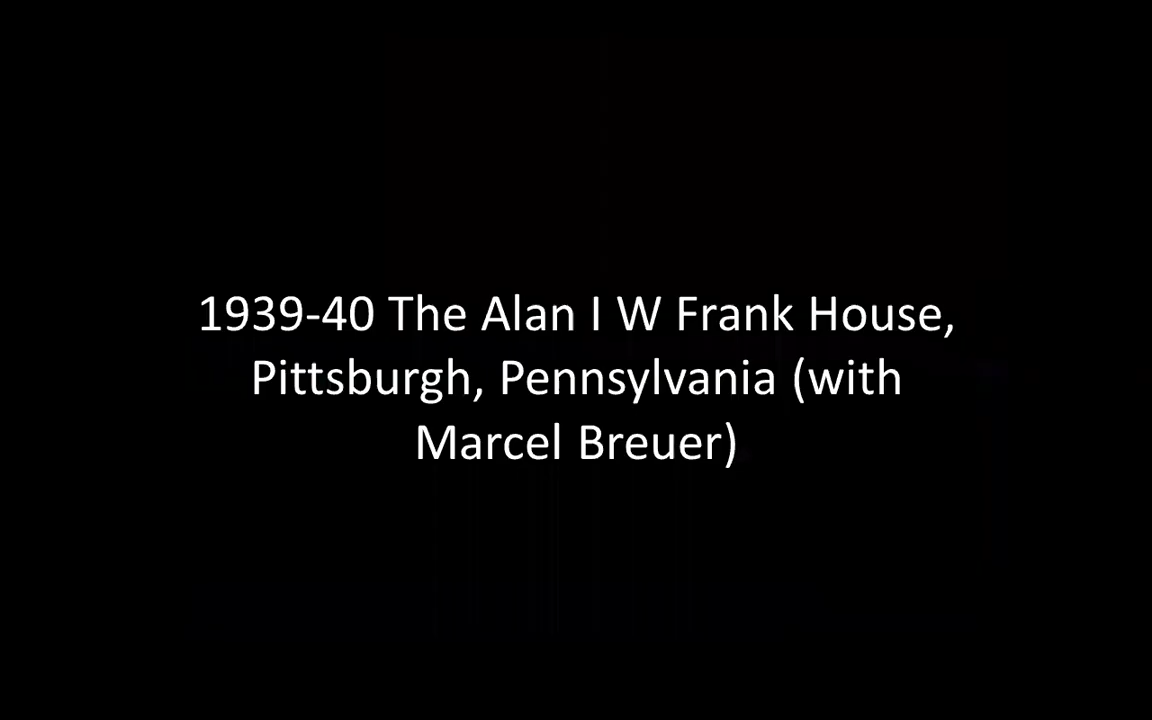 1939-40 The Alan I W Frank House,
Pittsburgh, Pennsylvania (with
Marcel Breuer)